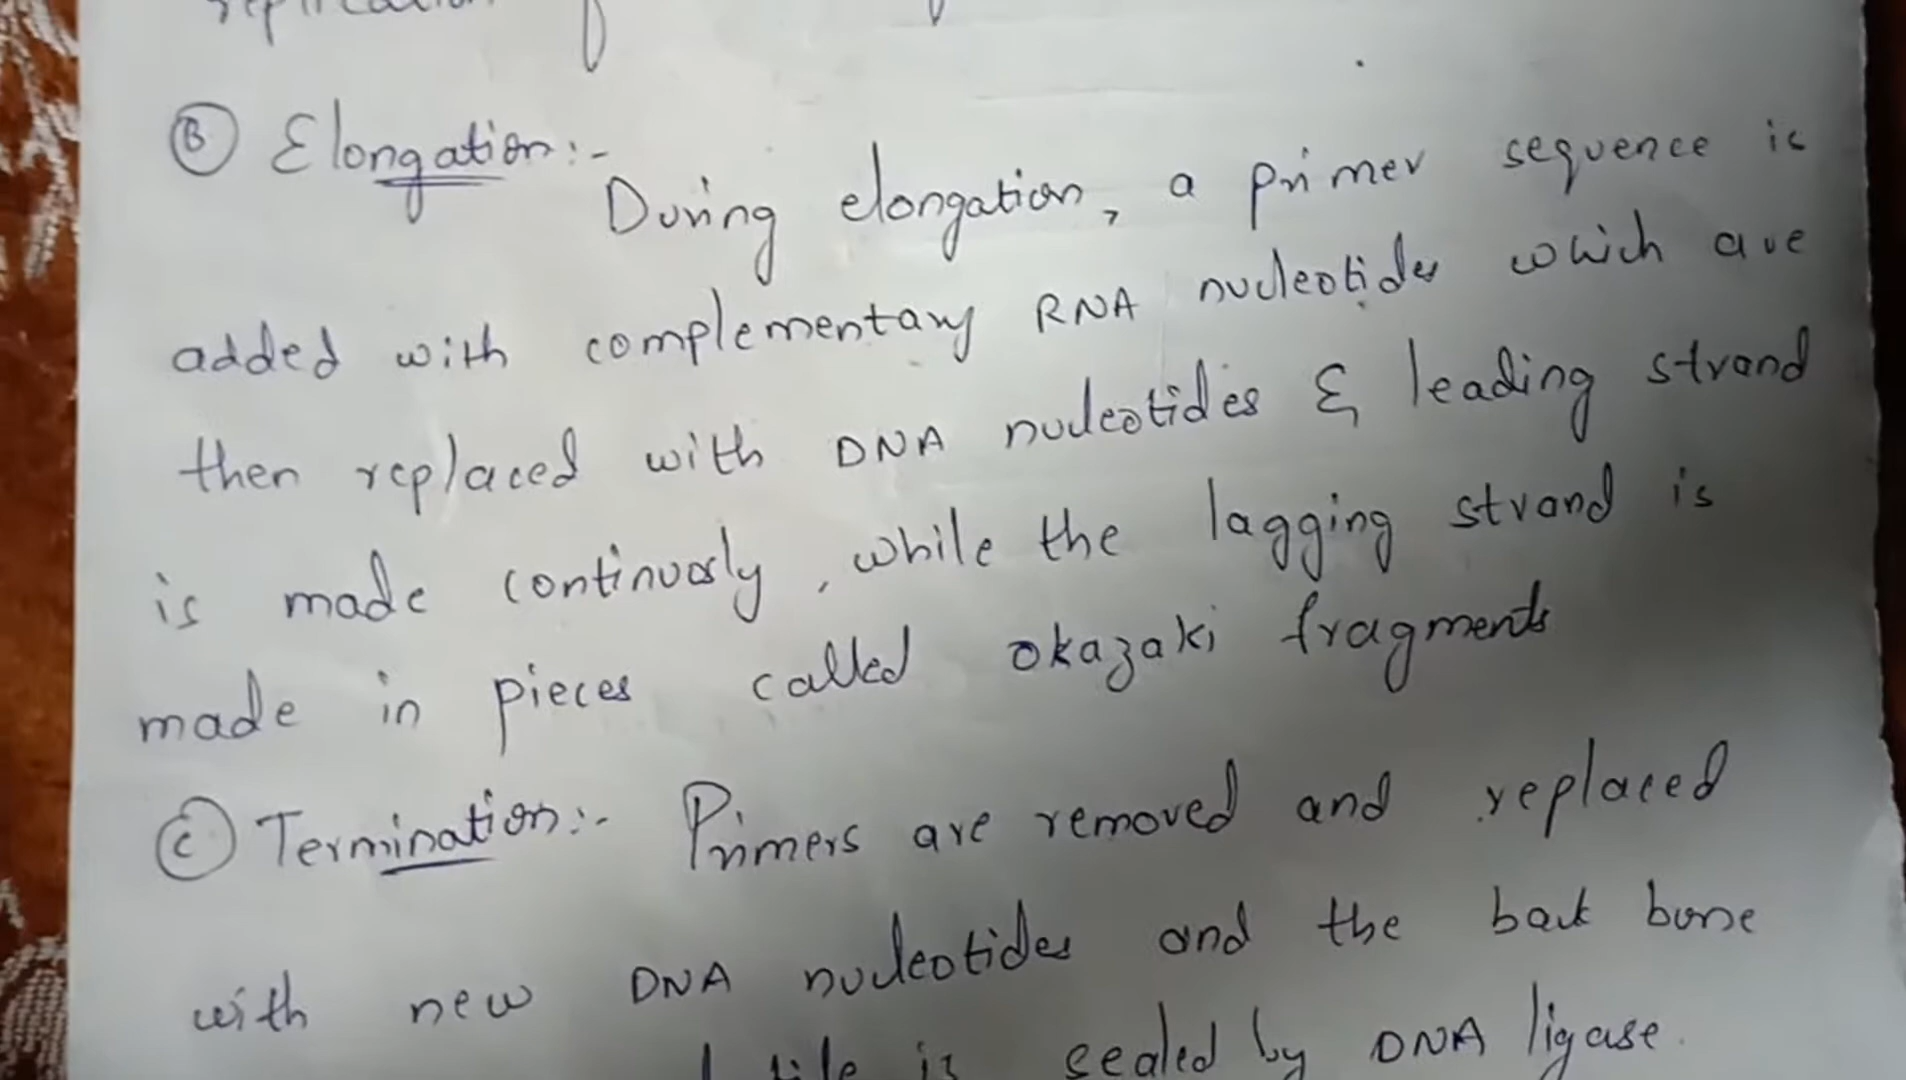 replication
Ⓑ Elongation:-
During elongation, a primer sequence is
added with complementary RNA nucleotides which are
then replaced with DNA nucleotides & leading strand
is made continuosly, while the lagging strand is
made in pieces called okazaki fragments
Ⓒ Termination:- Primers are removed and replaced
with new DNA nucleotides and the back bone
is sealed by DNA ligase.